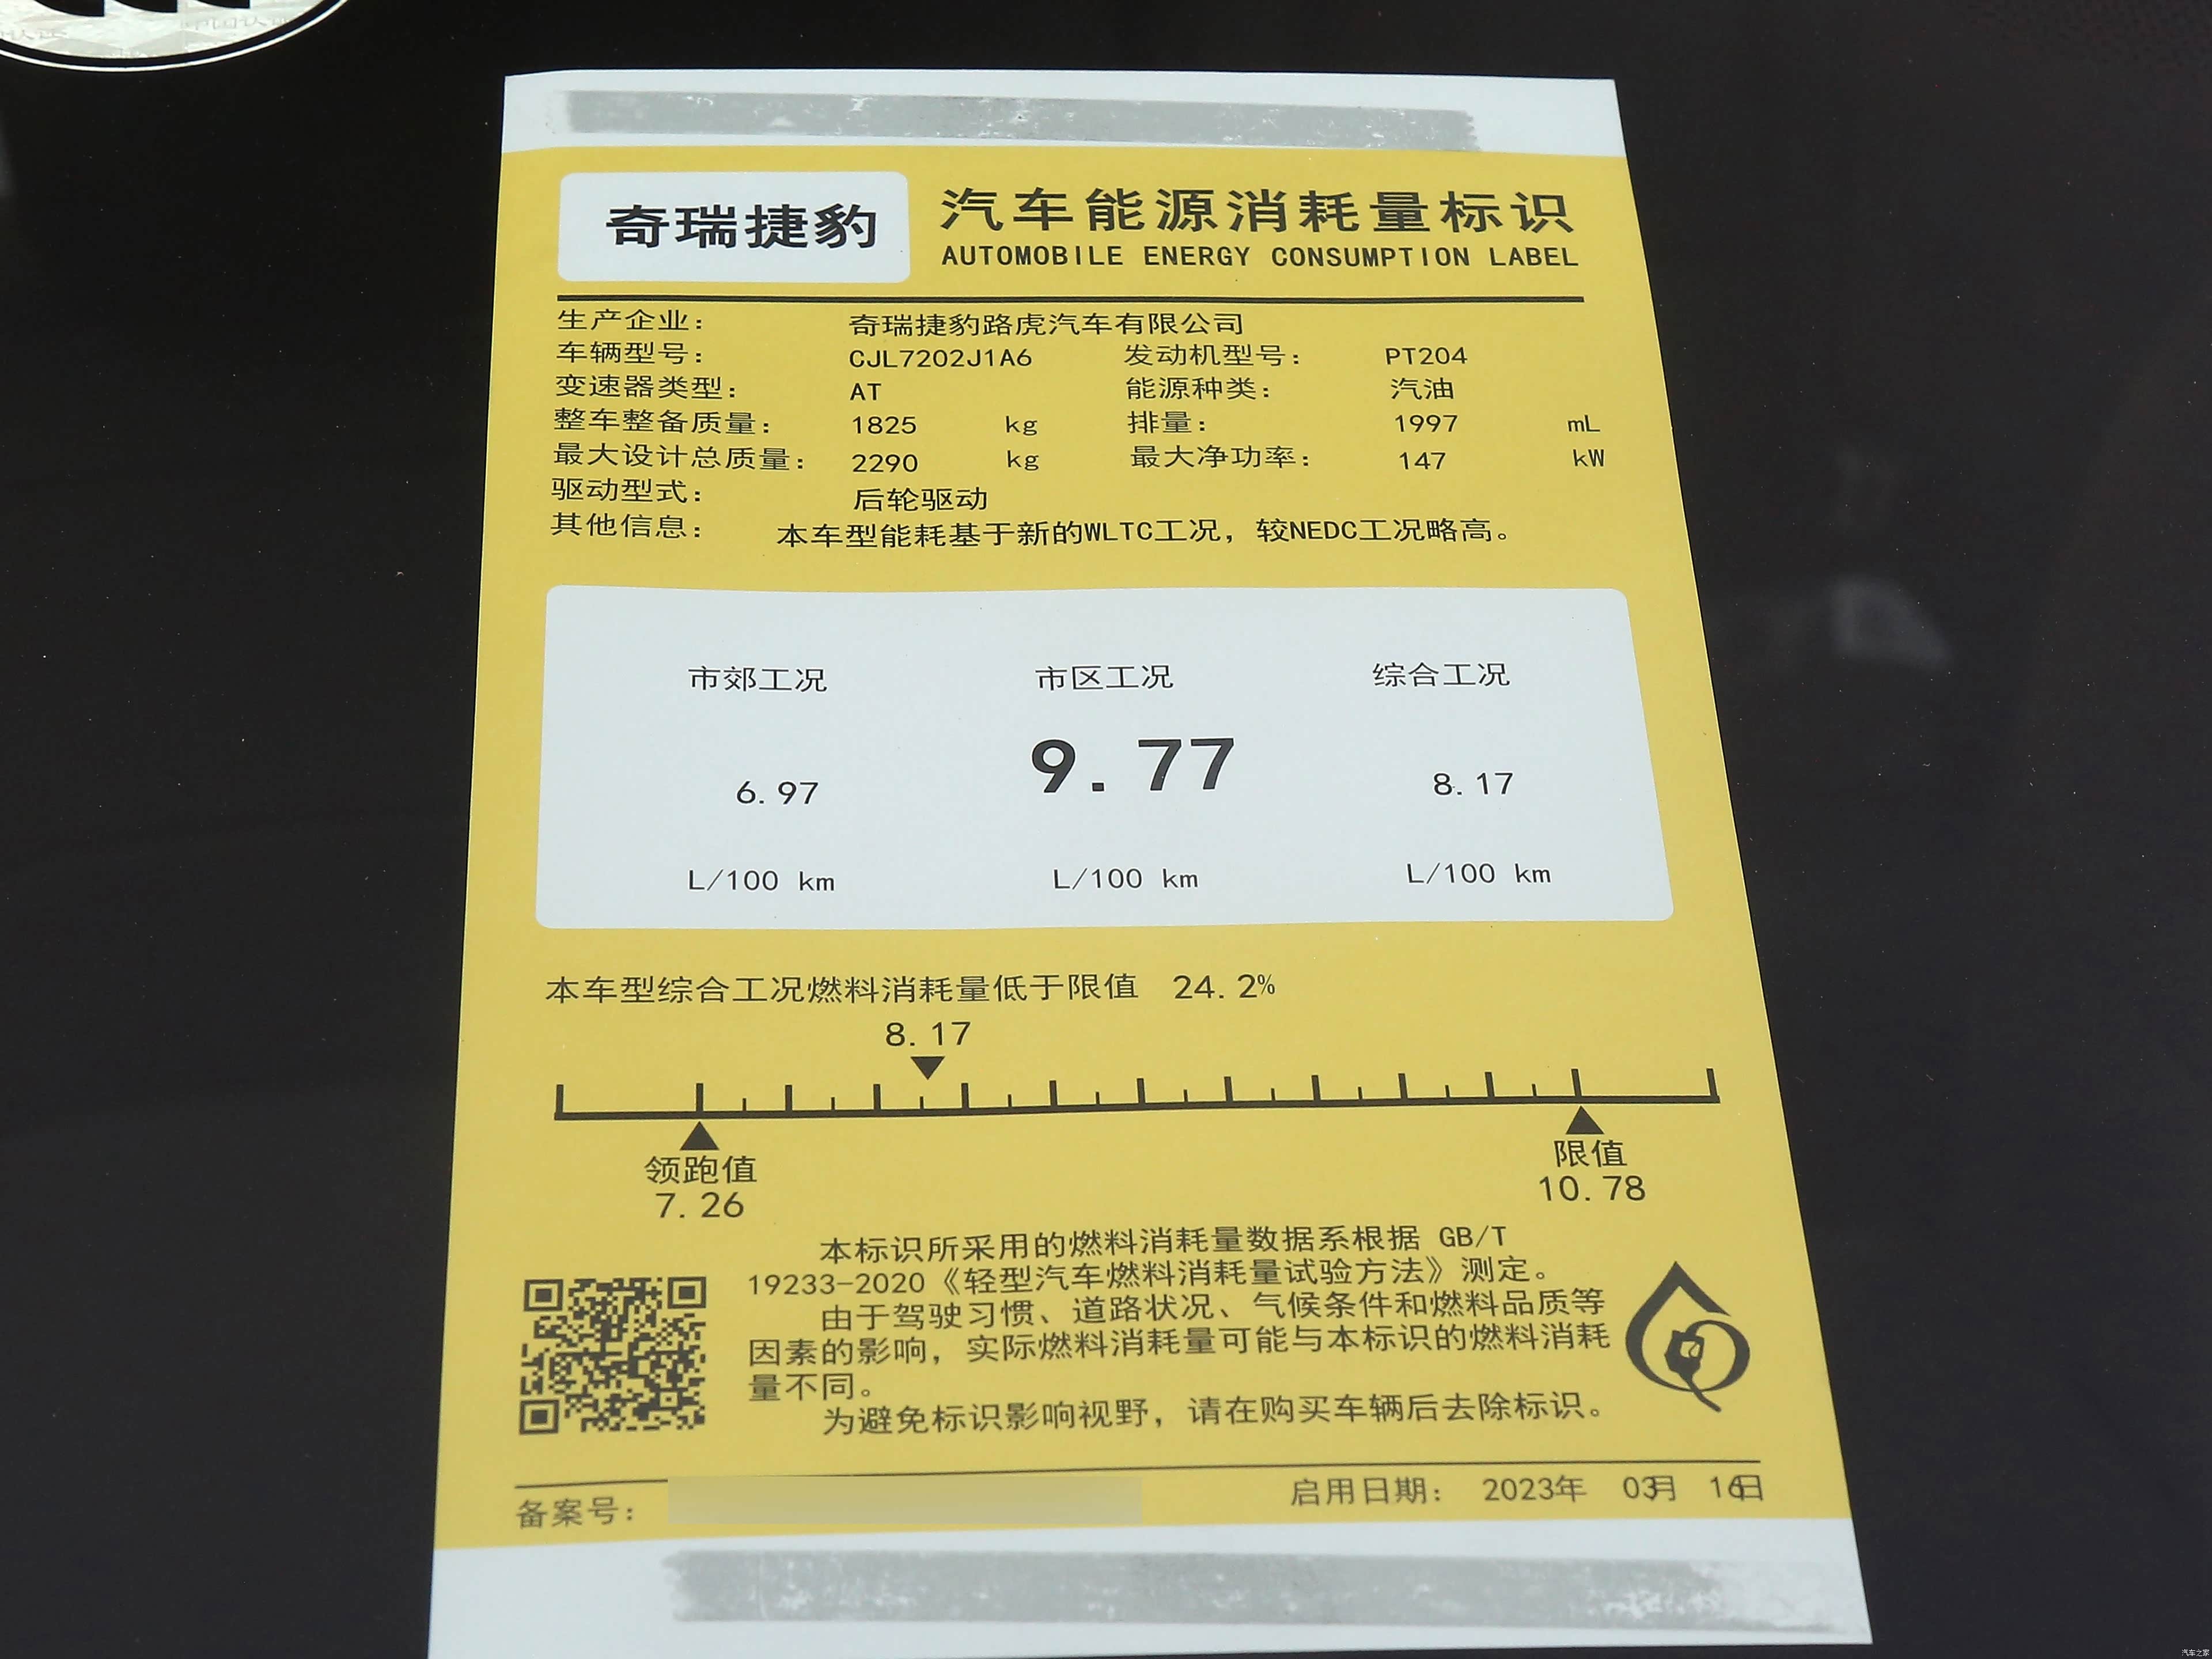 奇瑞捷豹
汽车能源消耗量标识
AUTOMOBILE ENERGY CONSUMPTION LABEL
生产企业： 奇瑞捷豹路虎汽车有限公司
车辆型号： CJL7202J1A6 发动机型号： PT204
变速器类型： AT 能源种类： 汽油
整车整备质量： 1825 kg 排量： 1997 mL
最大设计总质量： 2290 kg 最大净功率： 147 kW
驱动型式： 后轮驱动
其他信息： 本车型能耗基于新的WLTC工况，较NEDC工况略高。
市郊工况 市区工况 综合工况
6.97 9.77 8.17
L/100 km L/100 km L/100 km
本车型综合工况燃料消耗量低于限值 24.2%
8.17
领跑值 限值
7.26 10.78
本标识所采用的燃料消耗量数据系根据 GB/T
19233-2020《轻型汽车燃料消耗量试验方法》测定。
由于驾驶习惯、道路状况、气候条件和燃料品质等
因素的影响，实际燃料消耗量可能与本标识的燃料消耗
量不同。
为避免标识影响视野，请在购买车辆后去除标识。
备案号： 启用日期： 2023年 03月 16日
汽车之家